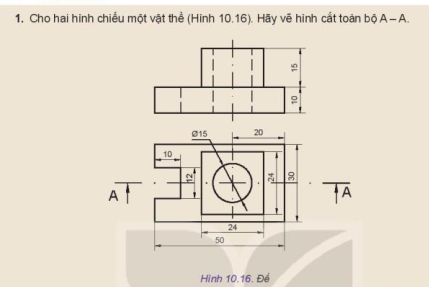 1. Cho hai hình chiếu một vật thể (Hình 10.16). Hãy vẽ hình cắt toàn bộ A – A.
15
10
Ø15
20
10
12
24
30
A
A
24
50
Hình 10.16. Đế